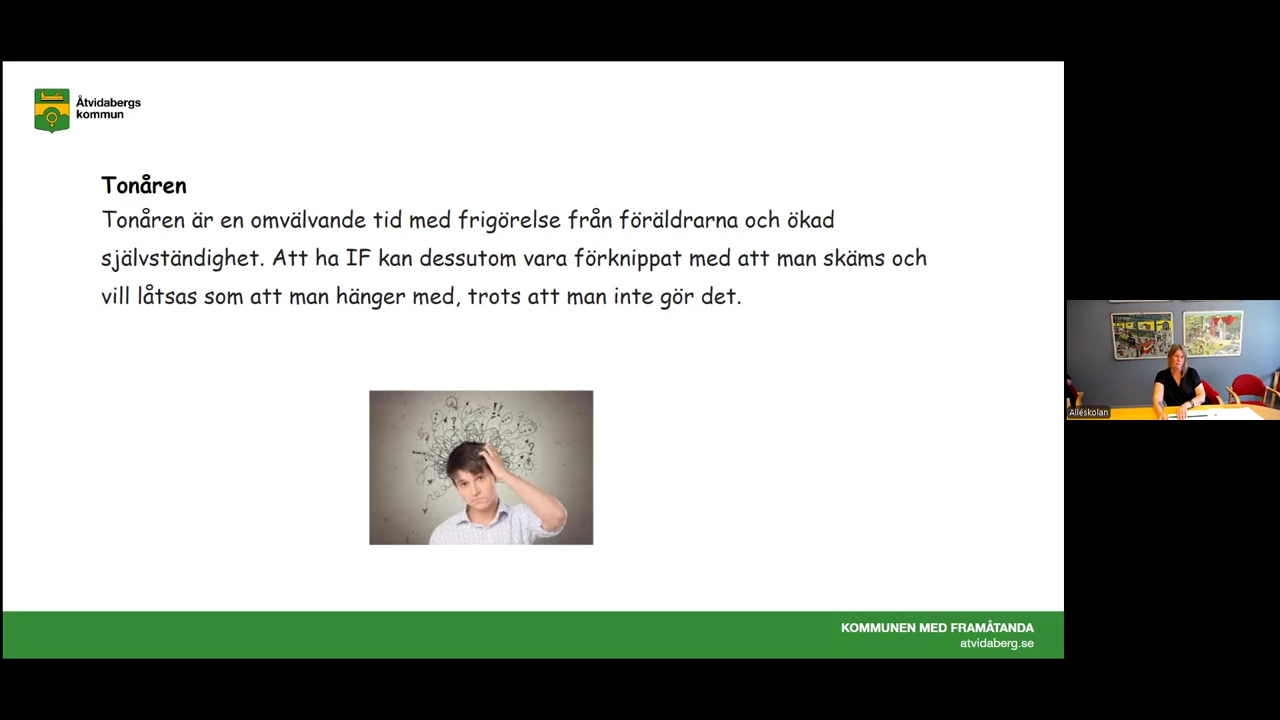 Åtvidabergs
kommun
Tonåren
Tonåren är en omvälvande tid med frigörelse från föräldrarna och ökad
självständighet. Att ha IF kan dessutom vara förknippat med att man skäms och
vill låtsas som att man hänger med, trots att man inte gör det.
Alléskolan
KOMMUNEN MED FRAMÅTANDA
atvidaberg.se